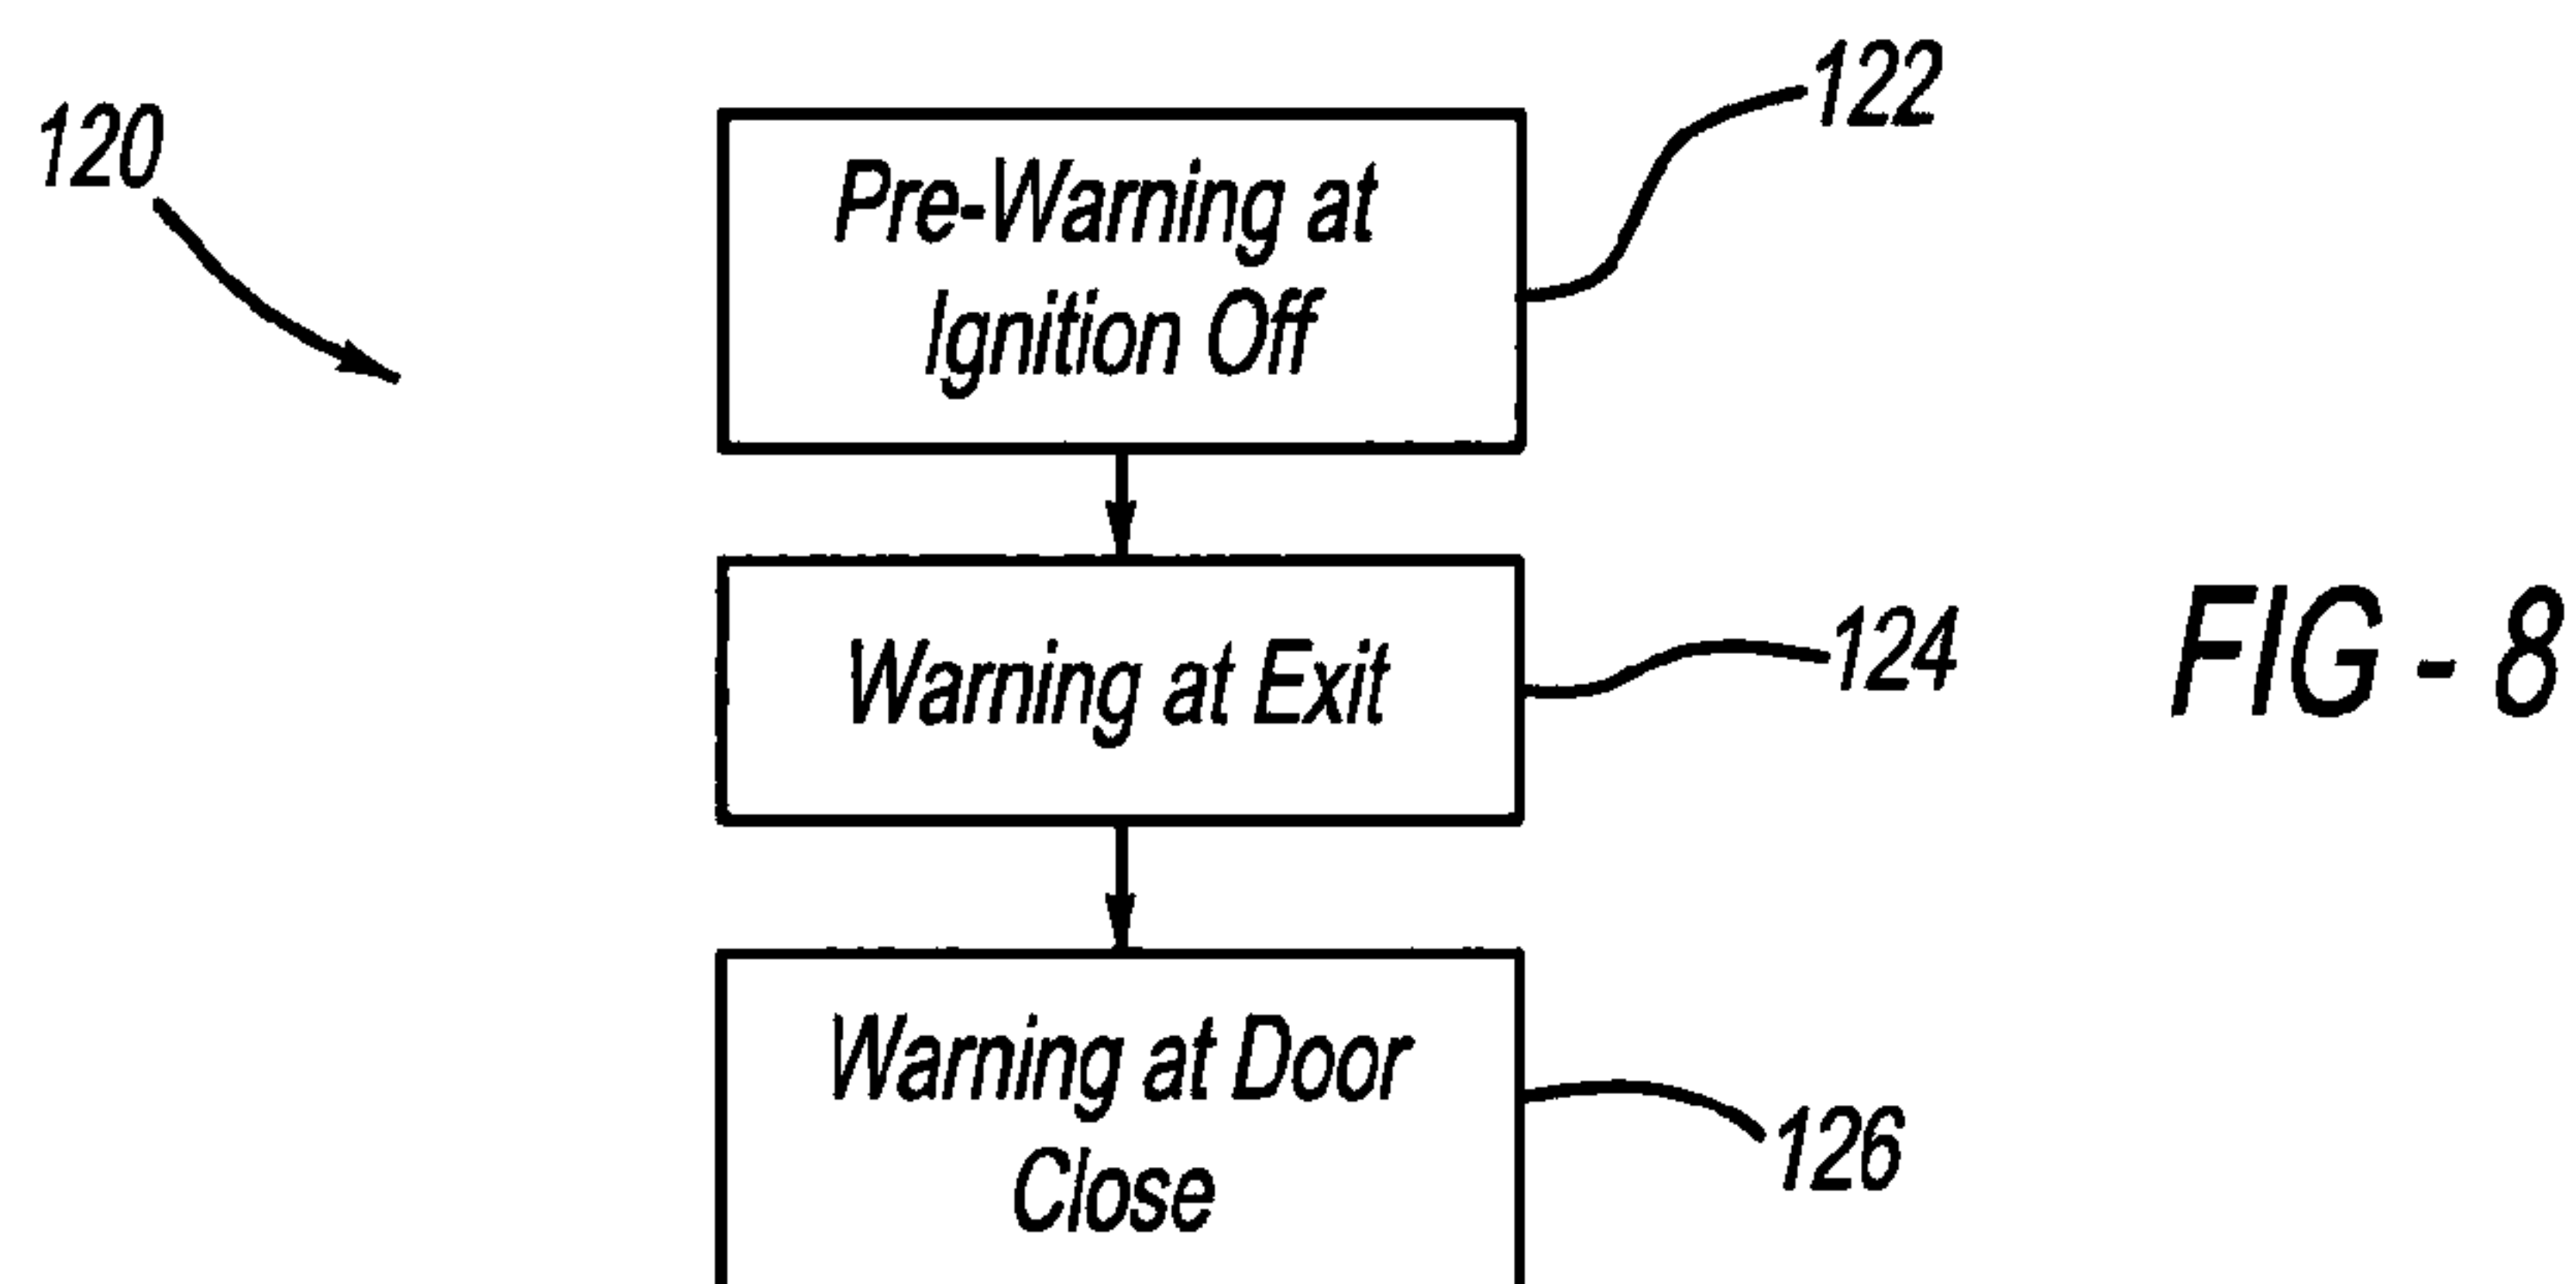 120
122
Pre-Warning at
Ignition Off
Warning at Exit
124
FIG - 8
Warning at Door
Close
126